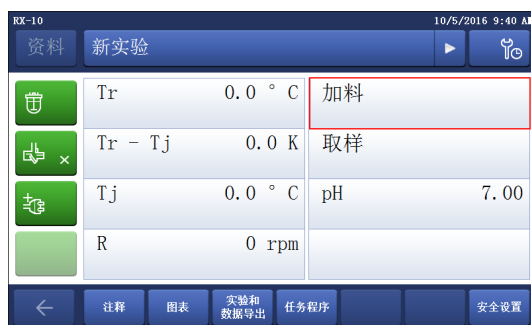 RX-10 10/5/2016 9:40 AM
资料 新实验
Tr 0.0 ° C 加料
Tr - Tj 0.0 K 取样
Tj 0.0 ° C pH 7.00
R 0 rpm
注释 图表 实验和 任务程序 安全设置
数据导出